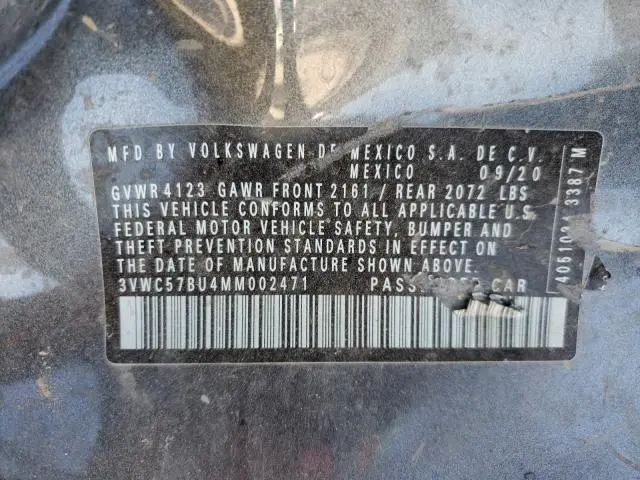 MFD BY VOLKSWAGEN DE MEXICO S.A. DE C.V.
MEXICO 09/20
GVWR 4123 GAWR FRONT 2161 / REAR 2072 LBS
THIS VEHICLE CONFORMS TO ALL APPLICABLE U.S.
FEDERAL MOTOR VEHICLE SAFETY, BUMPER AND
THEFT PREVENTION STANDARDS IN EFFECT ON
THE DATE OF MANUFACTURE SHOWN ABOVE.
3VWC57BU4MM002471 CAR
3387 M